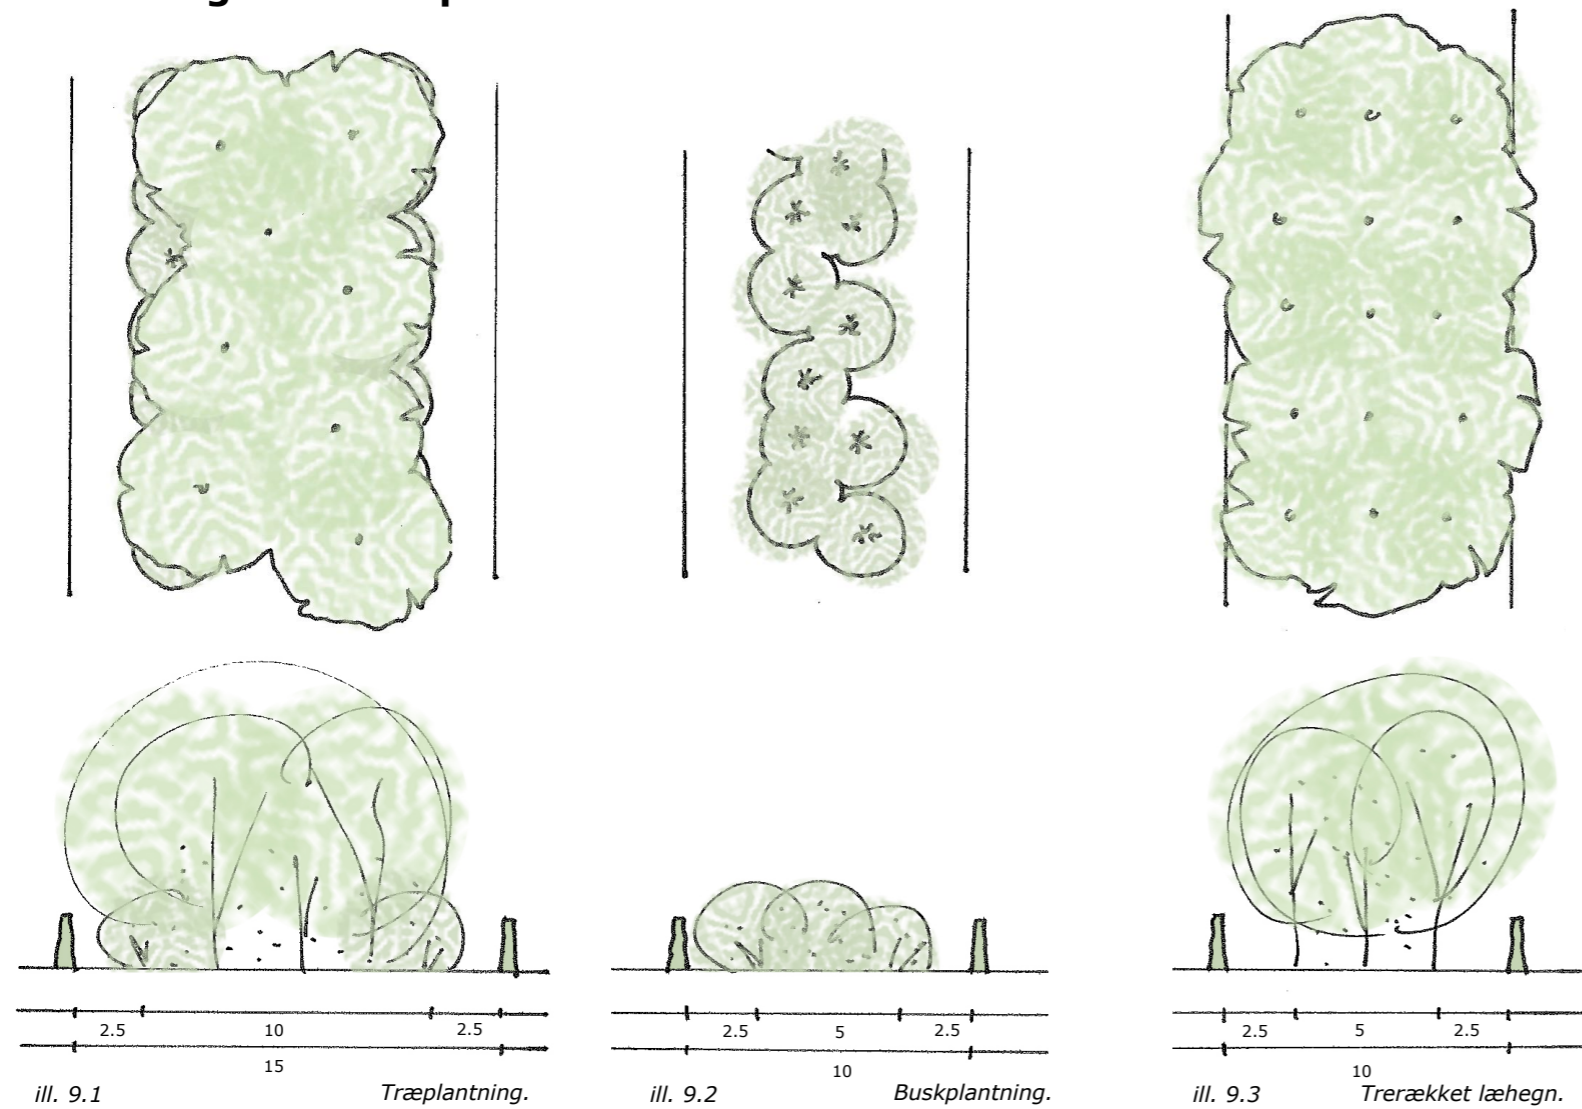 2.5 10 2.5
15
ill. 9.1 Træplantning.
2.5 5 2.5
10
ill. 9.2 Buskplantning.
2.5 5 2.5
10
ill. 9.3 Trerækket læhegn.